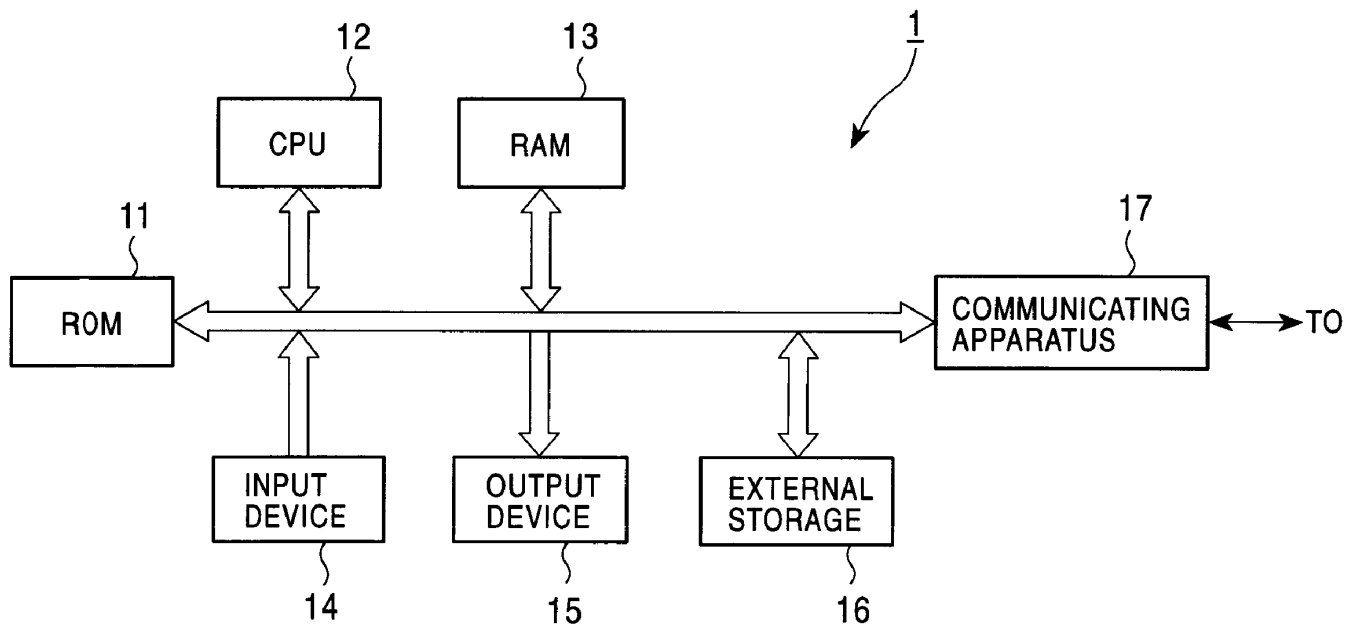 1
12
13
CPU
RAM
11
17
ROM
COMMUNICATING
APPARATUS
TO
INPUT
DEVICE
OUTPUT
DEVICE
EXTERNAL
STORAGE
14
15
16